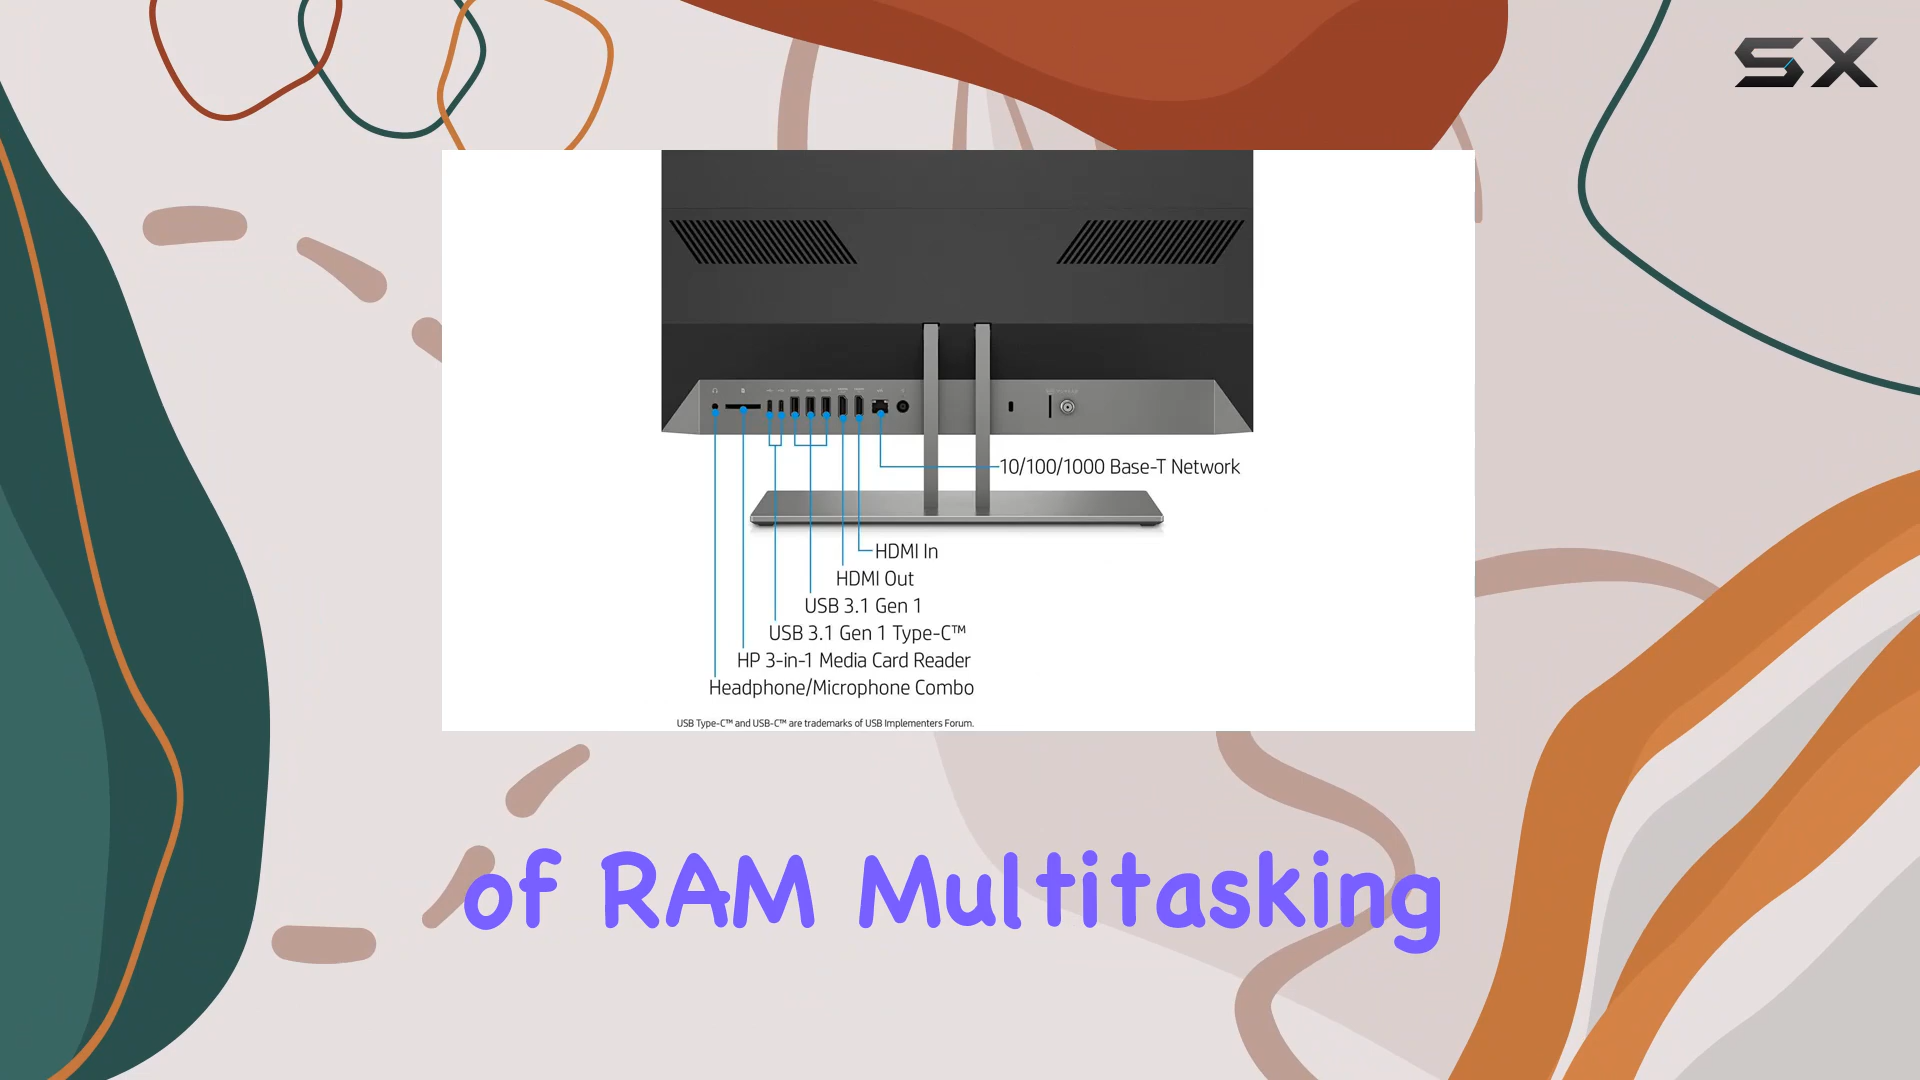 SX
10/100/1000 Base-T Network
HDMI In
HDMI Out
USB 3.1 Gen 1
USB 3.1 Gen 1 Type-C™
HP 3-in-1 Media Card Reader
Headphone/Microphone Combo
USB Type-C™ and USB-C™ are trademarks of USB Implementers Forum.
of RAM Multitasking